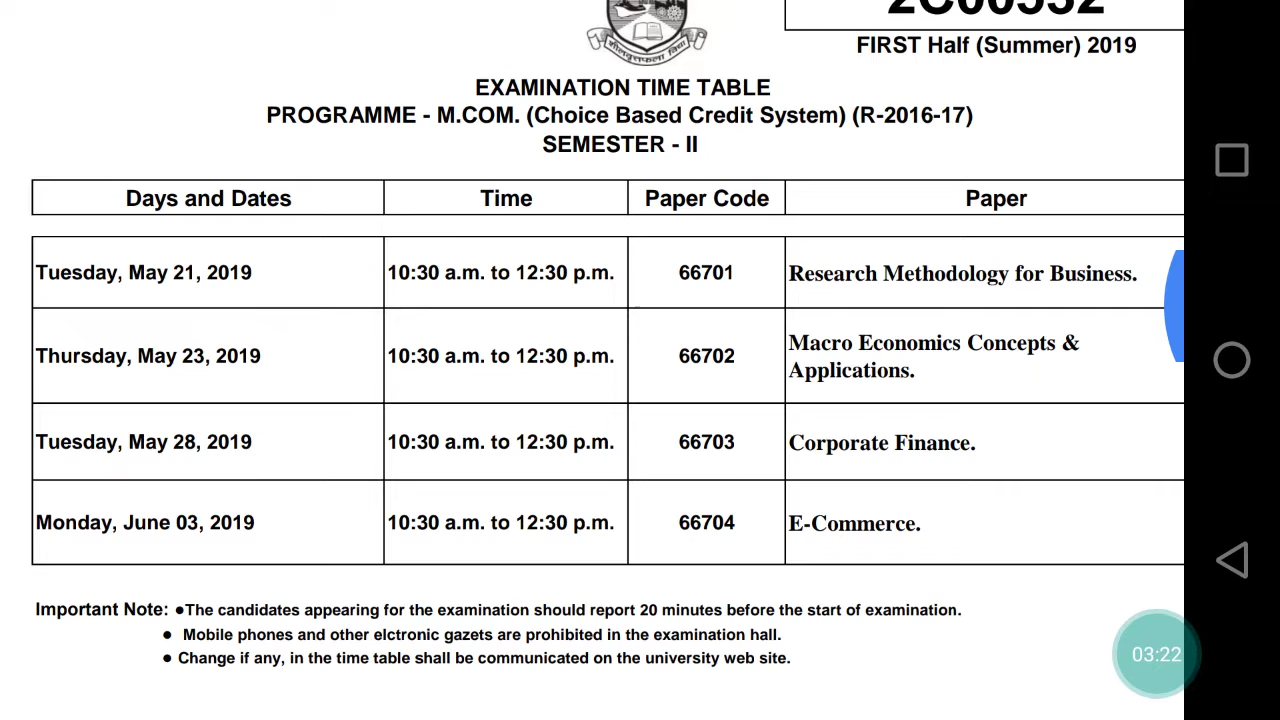 FIRST Half (Summer) 2019
EXAMINATION TIME TABLE
PROGRAMME - M.COM. (Choice Based Credit System) (R-2016-17)
SEMESTER - II
Days and Dates Time Paper Code Paper
Tuesday, May 21, 2019 10:30 a.m. to 12:30 p.m. 66701 Research Methodology for Business.
Thursday, May 23, 2019 10:30 a.m. to 12:30 p.m. 66702 Macro Economics Concepts &
Applications.
Tuesday, May 28, 2019 10:30 a.m. to 12:30 p.m. 66703 Corporate Finance.
Monday, June 03, 2019 10:30 a.m. to 12:30 p.m. 66704 E-Commerce.
Important Note: ●The candidates appearing for the examination should report 20 minutes before the start of examination.
● Mobile phones and other elctronic gazets are prohibited in the examination hall.
● Change if any, in the time table shall be communicated on the university web site.
03:22